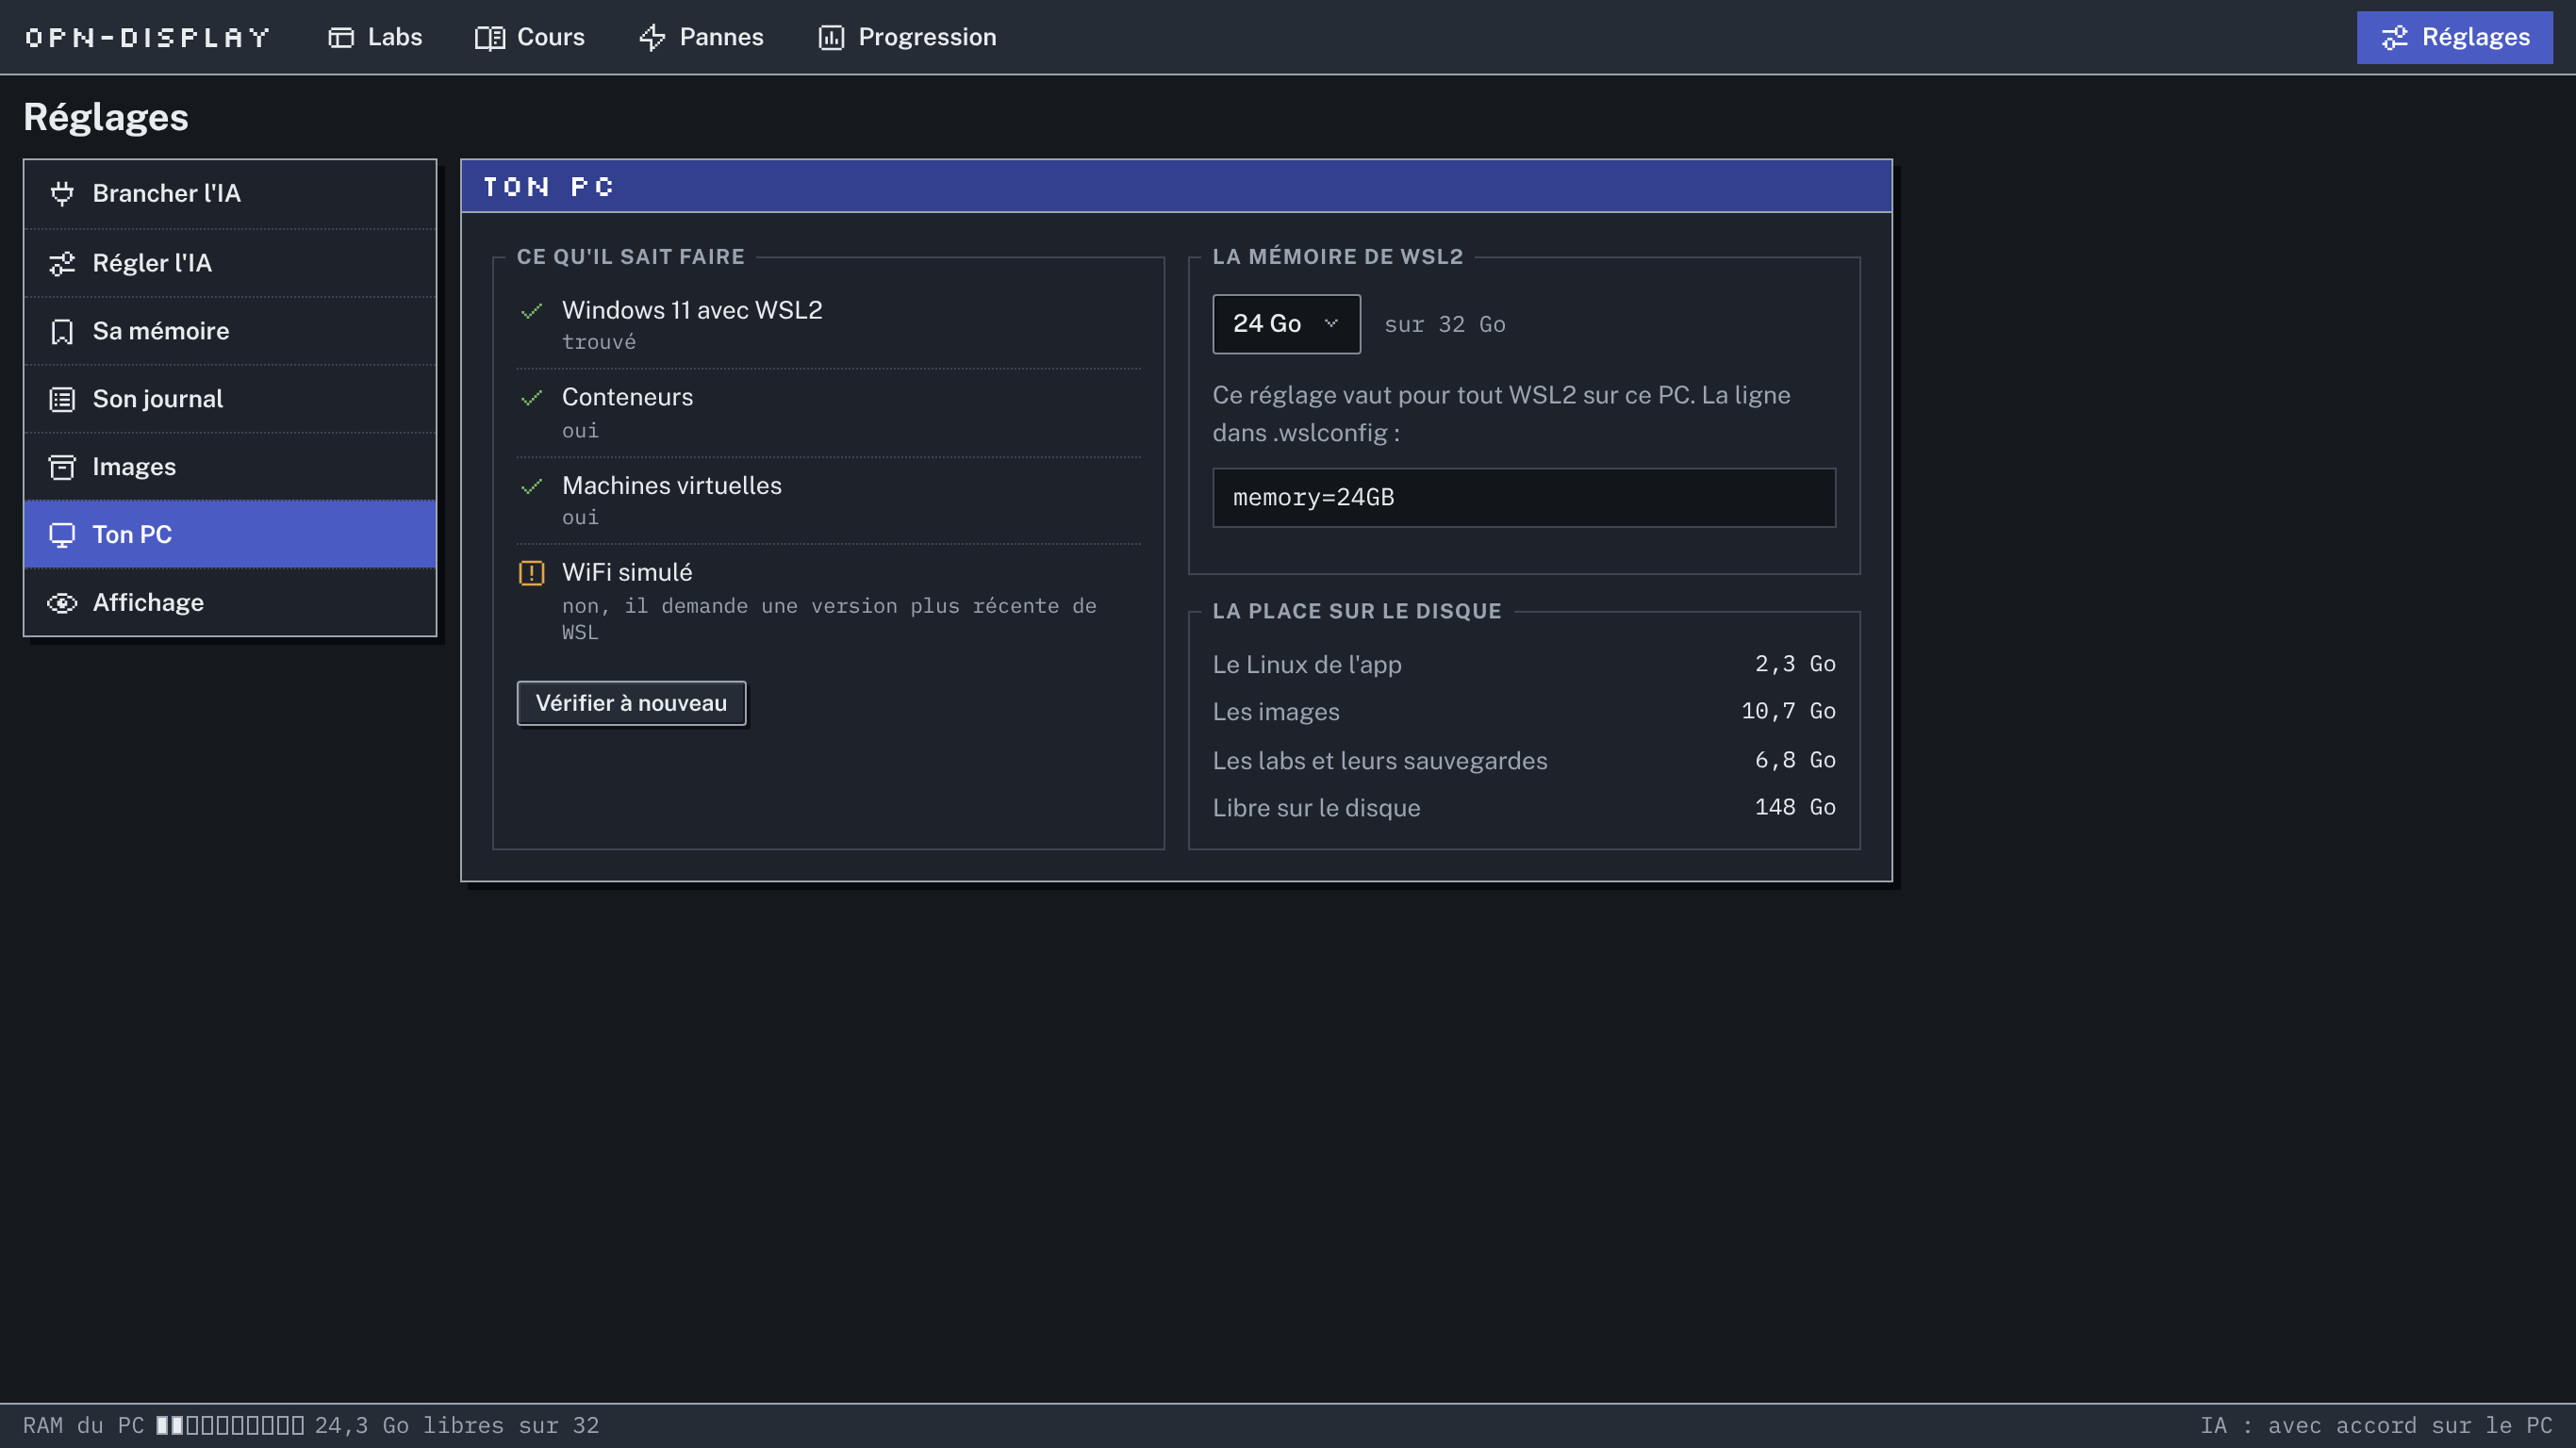 OPN-DISPLAY
Labs
Cours
Pannes
Progression
Réglages
Réglages
Brancher l'IA
Régler l'IA
Sa mémoire
Son journal
Images
Ton PC
Affichage
TON PC
CE QU'IL SAIT FAIRE
Windows 11 avec WSL2
trouvé
Conteneurs
oui
Machines virtuelles
oui
WiFi simulé
non, il demande une version plus récente de
WSL
Vérifier à nouveau
LA MÉMOIRE DE WSL2
24 Go
sur 32 Go
Ce réglage vaut pour tout WSL2 sur ce PC. La ligne
dans .wslconfig :
memory=24GB
LA PLACE SUR LE DISQUE
Le Linux de l'app 2,3 Go
Les images 10,7 Go
Les labs et leurs sauvegardes 6,8 Go
Libre sur le disque 148 Go
RAM du PC 24,3 Go libres sur 32
IA : avec accord sur le PC